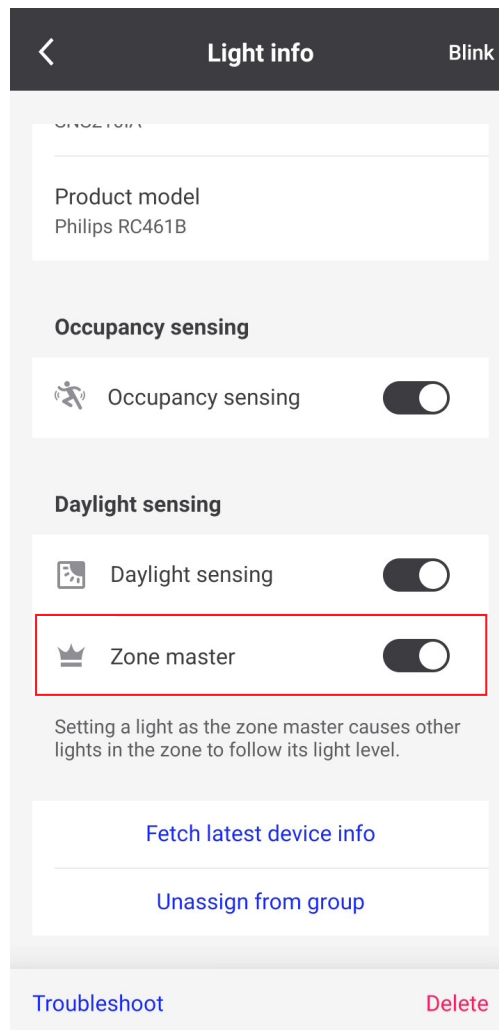 Light info
Blink
Product model
Philips RC461B
Occupancy sensing
Occupancy sensing
Daylight sensing
Daylight sensing
Zone master
Setting a light as the zone master causes other
lights in the zone to follow its light level.
Fetch latest device info
Unassign from group
Troubleshoot
Delete